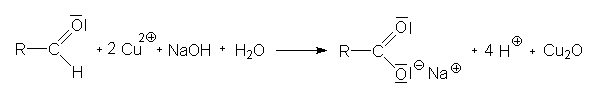 R–C(=O̅|)–H + 2 Cu²⊕ + NaOH + H₂O ⟶ R–C(=O̅|)–O̲̅|⊖ Na⊕ + 4 H⊕ + Cu₂O